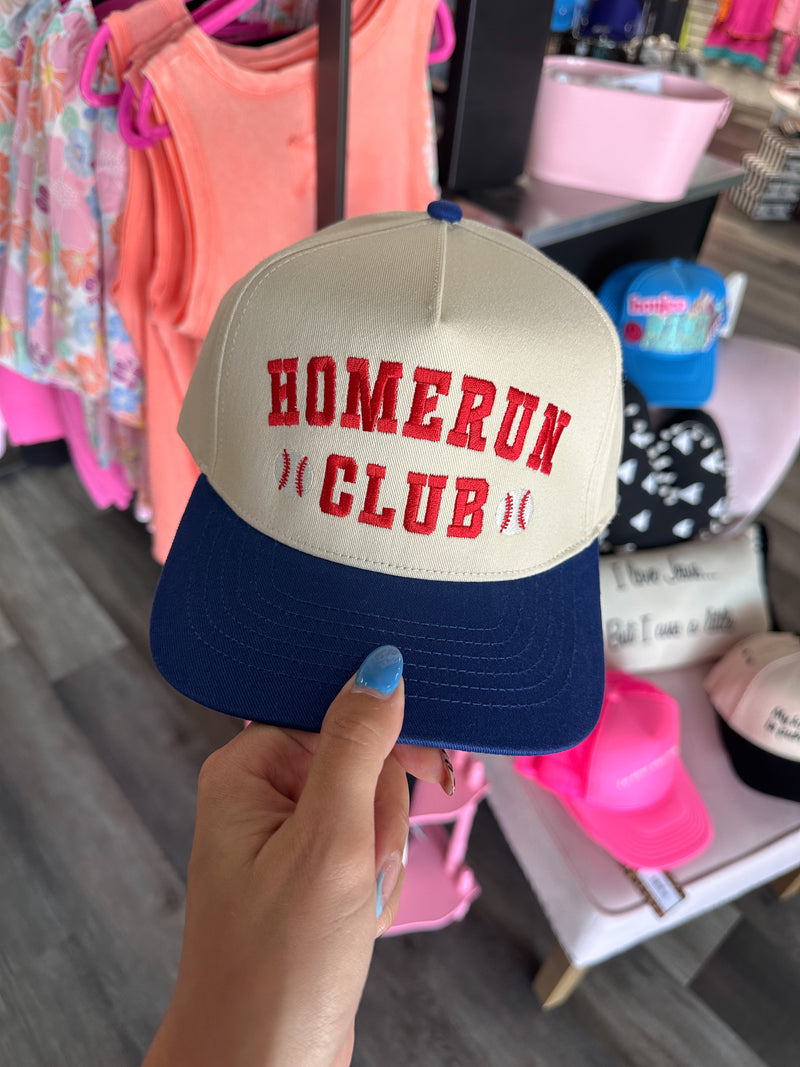 HOMERUN
CLUB
I love Jesus...
But I cuss a little